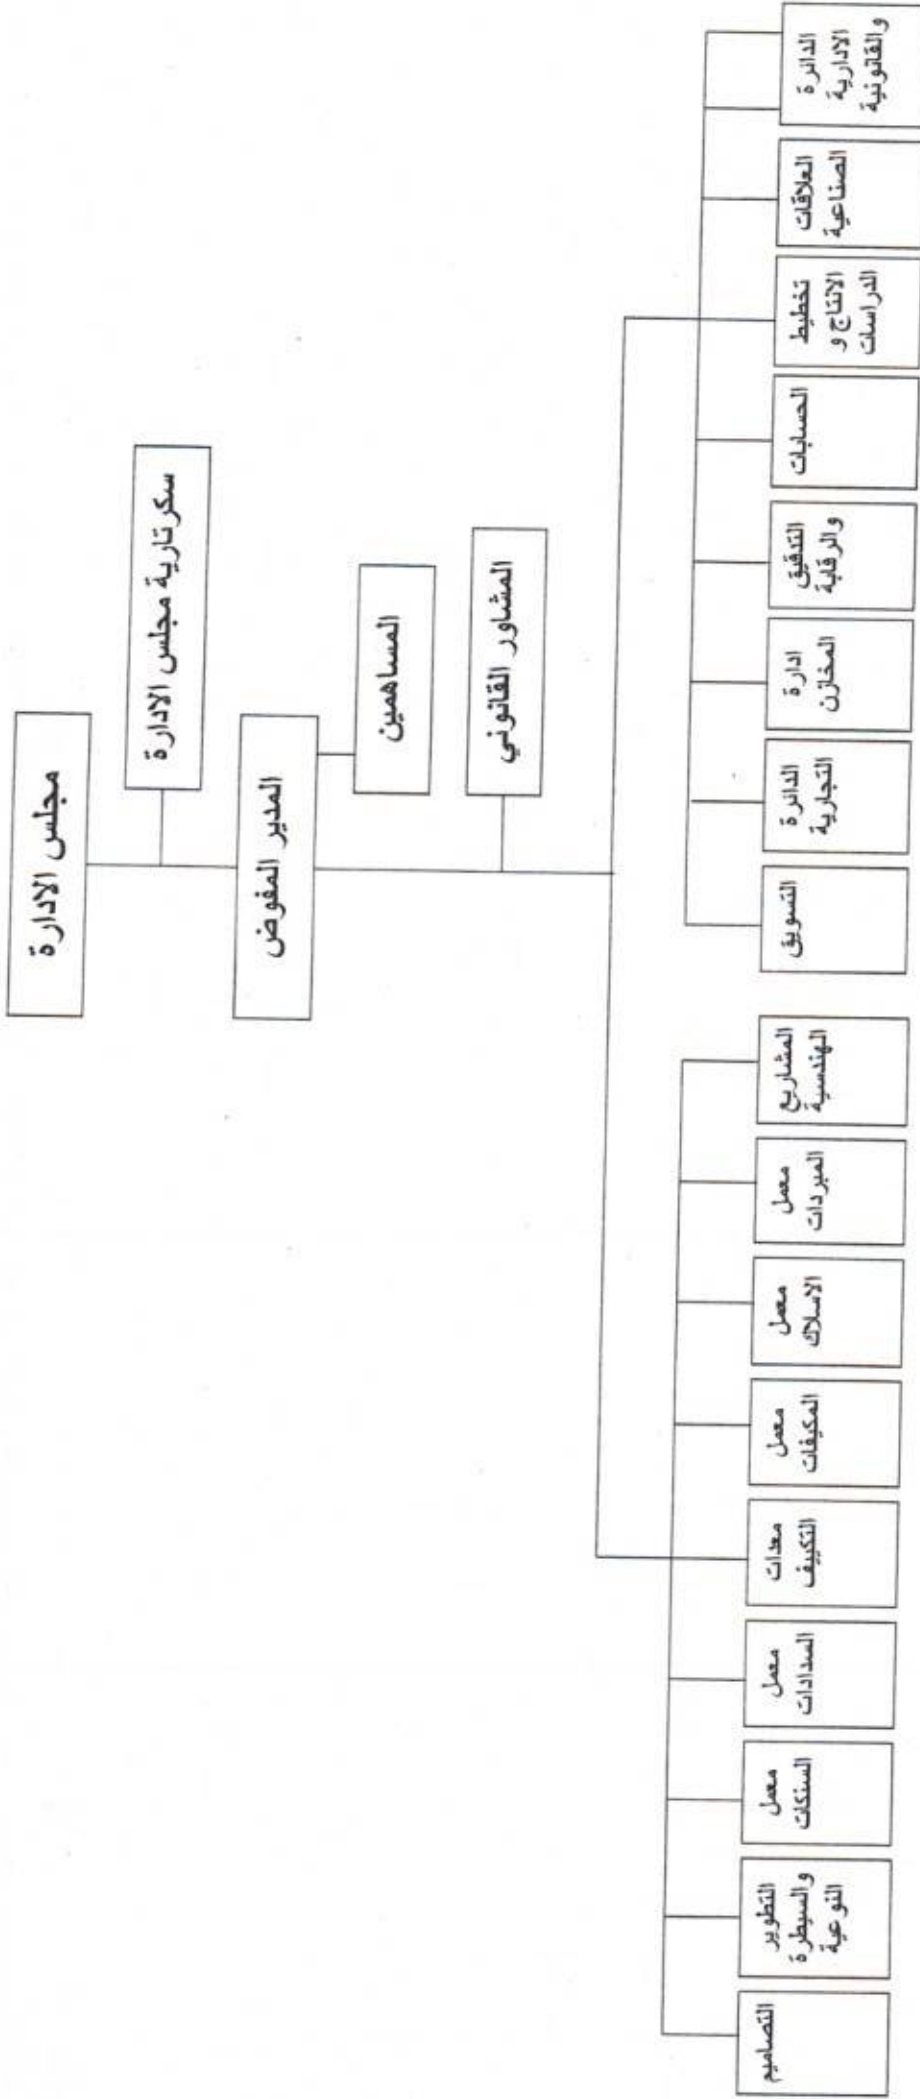 مجلس الادارة
سكرتارية مجلس الادارة
المدير المفوض
المساهمين
المشاور القانوني
الدائرة
الادارية
والقانونية
العلاقات
الصناعية
تخطيط
الانتاج و
الدراسات
الحسابات
التدقيق
والرقابة
ادارة
المخازن
الدائرة
التجارية
التسويق
المشاريع
الهندسية
معمل
المبردات
معمل
الاسلاك
معمل
المكيفات
معدات
التكييف
معمل
السدادات
معمل
السنكات
التطوير
والسيطرة
النوعية
التصاميم